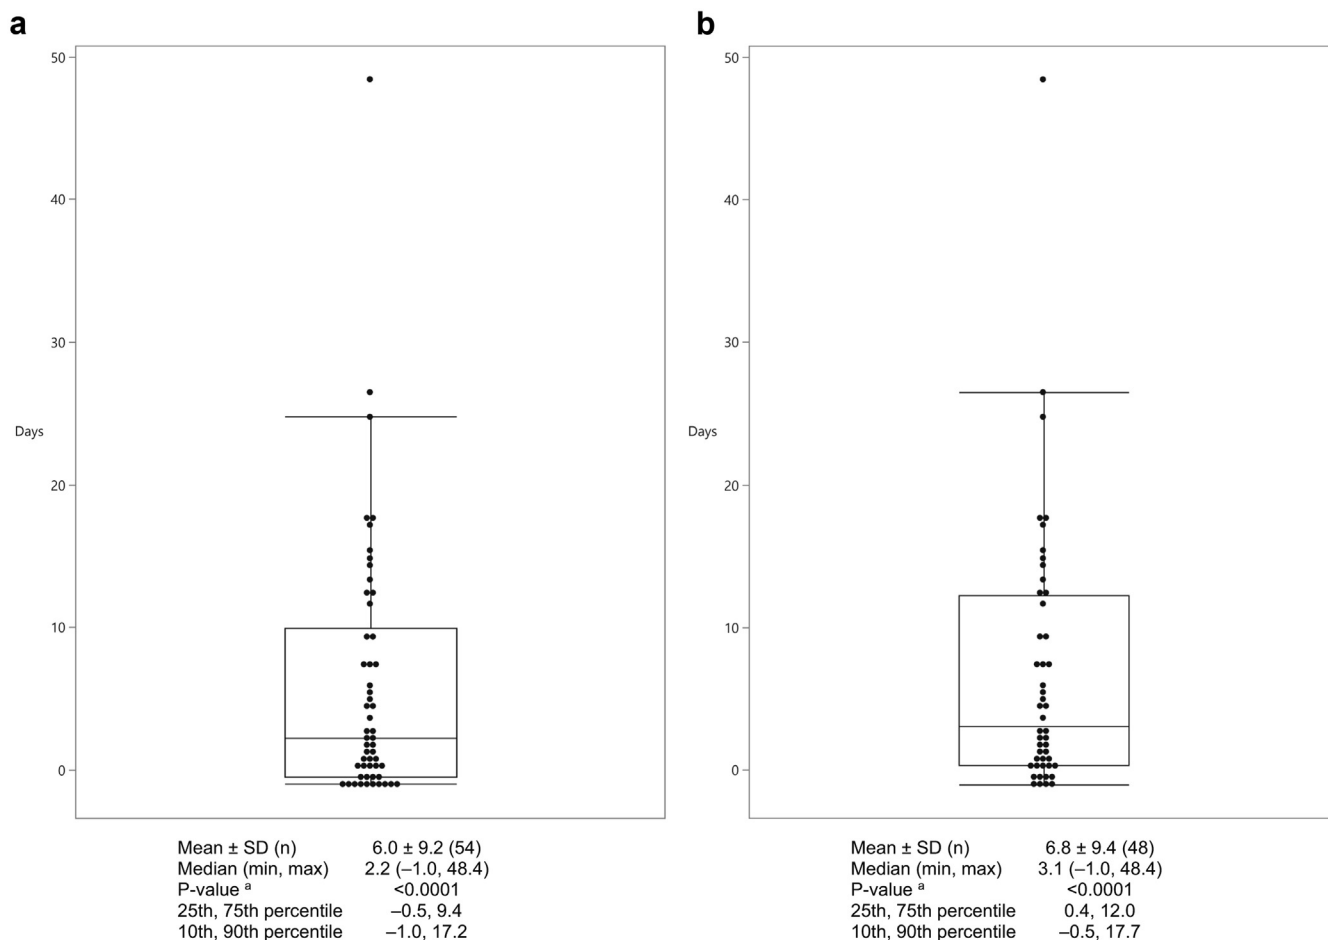 a
50
40
30
Days
20
10
0
Mean ± SD (n) 6.0 ± 9.2 (54)
Median (min, max) 2.2 (–1.0, 48.4)
P-value ᵃ <0.0001
25th, 75th percentile –0.5, 9.4
10th, 90th percentile –1.0, 17.2
b
50
40
30
Days
20
10
0
Mean ± SD (n) 6.8 ± 9.4 (48)
Median (min, max) 3.1 (–1.0, 48.4)
P-value ᵃ <0.0001
25th, 75th percentile 0.4, 12.0
10th, 90th percentile –0.5, 17.7